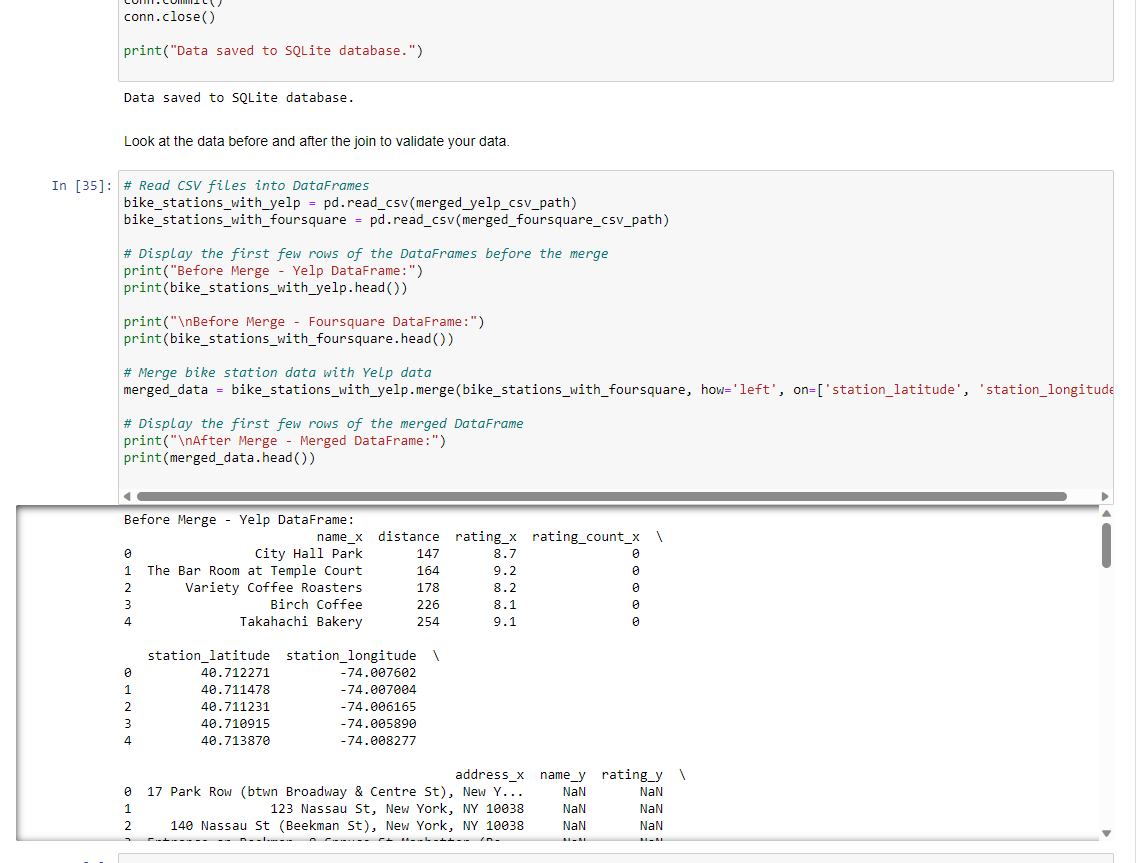 conn.commit()
conn.close()
print("Data saved to SQLite database.")
Data saved to SQLite database.
Look at the data before and after the join to validate your data.
In [35]: # Read CSV files into DataFrames
bike_stations_with_yelp = pd.read_csv(merged_yelp_csv_path)
bike_stations_with_foursquare = pd.read_csv(merged_foursquare_csv_path)
# Display the first few rows of the DataFrames before the merge
print("Before Merge - Yelp DataFrame:")
print(bike_stations_with_yelp.head())
print("\nBefore Merge - Foursquare DataFrame:")
print(bike_stations_with_foursquare.head())
# Merge bike station data with Yelp data
merged_data = bike_stations_with_yelp.merge(bike_stations_with_foursquare, how='left', on=['station_latitude', 'station_longitude
# Display the first few rows of the merged DataFrame
print("\nAfter Merge - Merged DataFrame:")
print(merged_data.head())
Before Merge - Yelp DataFrame:
name_x distance rating_x rating_count_x \
0 City Hall Park 147 8.7 0
1 The Bar Room at Temple Court 164 9.2 0
2 Variety Coffee Roasters 178 8.2 0
3 Birch Coffee 226 8.1 0
4 Takahachi Bakery 254 9.1 0
station_latitude station_longitude \
0 40.712271 -74.007602
1 40.711478 -74.007004
2 40.711231 -74.006165
3 40.710915 -74.005890
4 40.713870 -74.008277
address_x name_y rating_y \
0 17 Park Row (btwn Broadway & Centre St), New Y... NaN NaN
1 123 Nassau St, New York, NY 10038 NaN NaN
2 140 Nassau St (Beekman St), New York, NY 10038 NaN NaN